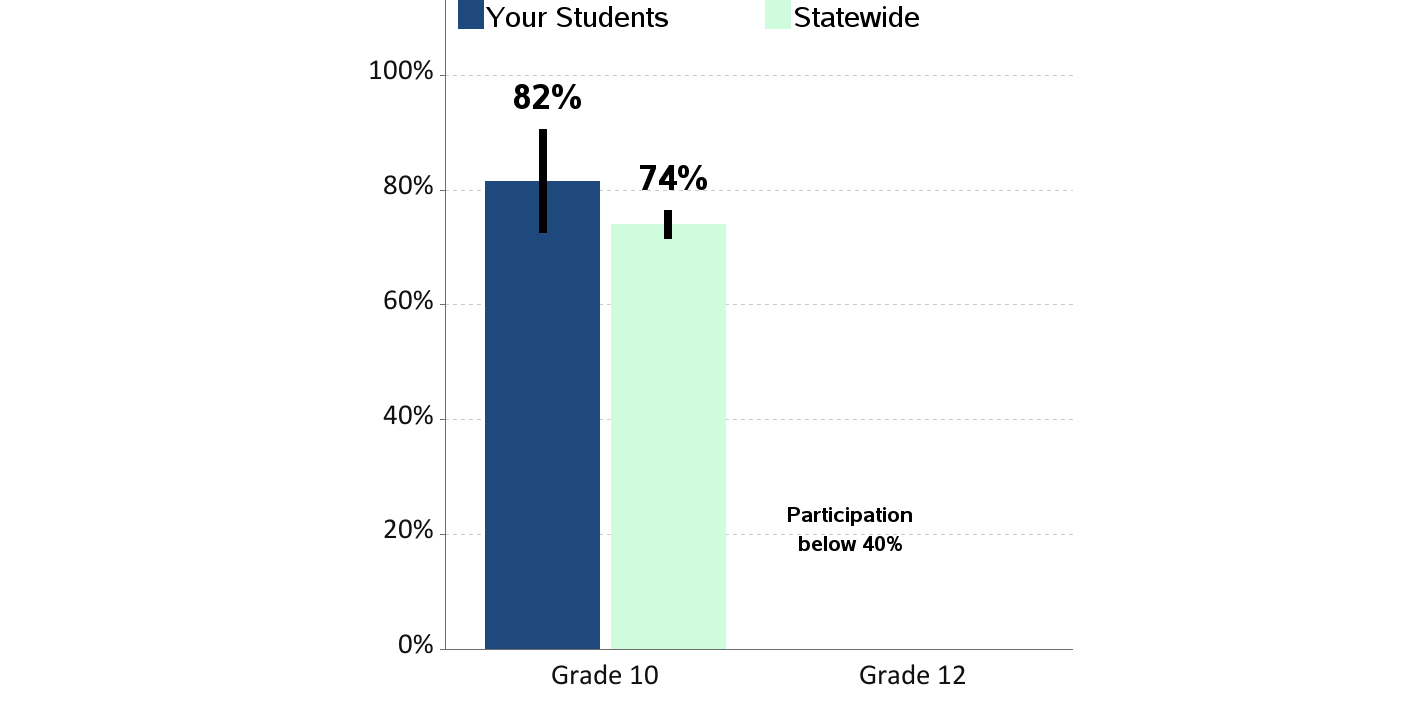 Your Students
Statewide
100%
82%
80%
74%
60%
40%
Participation
20%
below 40%
0%
Grade 10
Grade 12